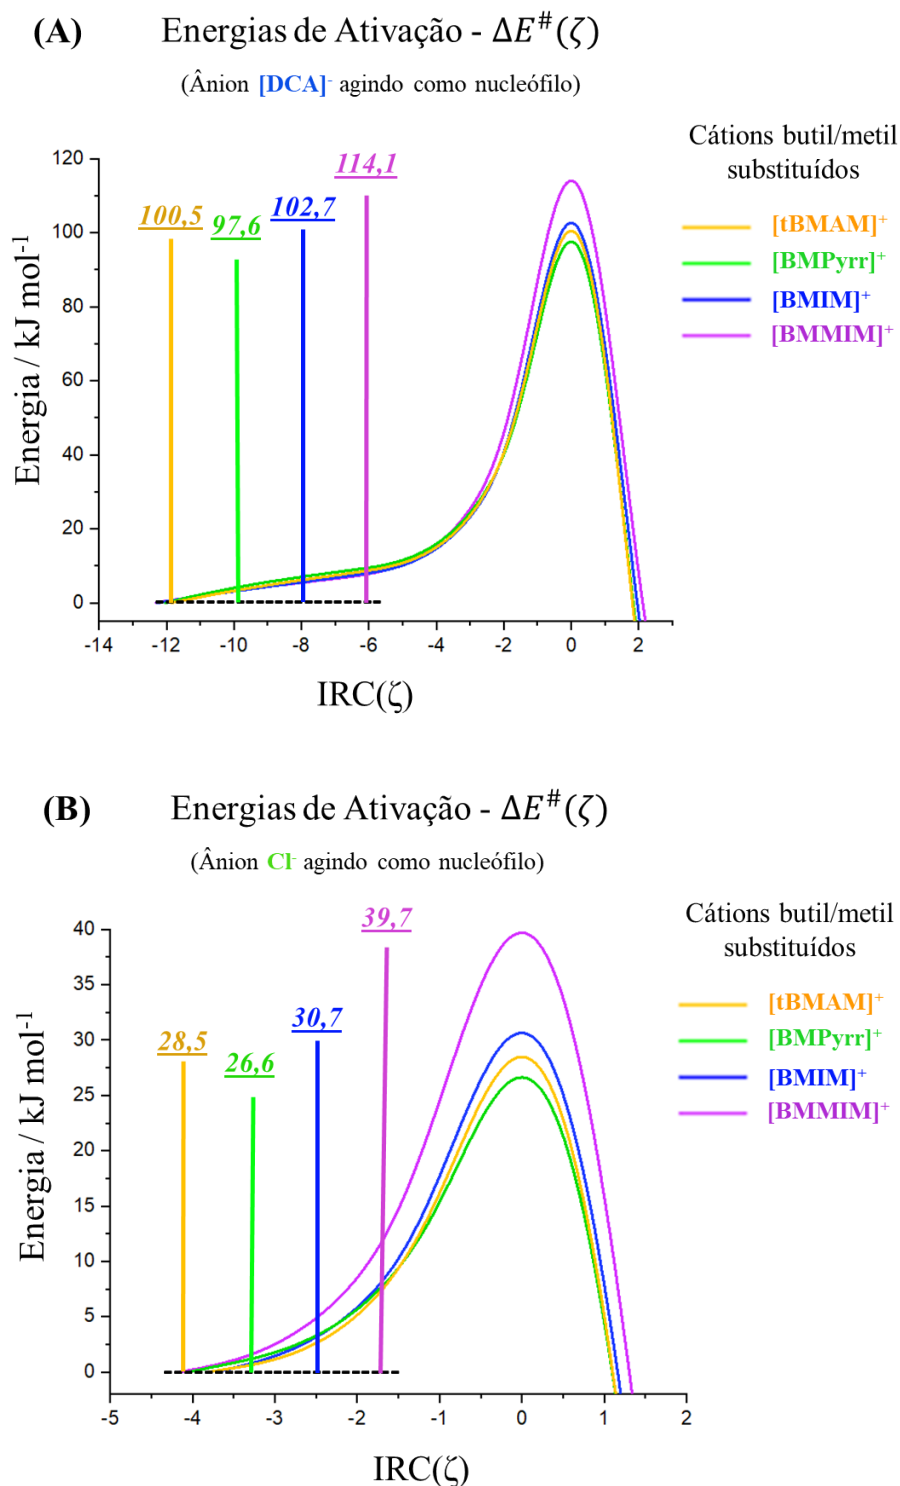 (A) Energias de Ativação - ΔE#(ζ)
(Ânion [DCA]- agindo como nucleófilo)
Cátions butil/metil
substituídos
[tBMAM]+
[BMPyrr]+
[BMIM]+
[BMMIM]+
100,5
97,6
102,7
114,1
Energia / kJ mol-1
120
100
80
60
40
20
0
-14 -12 -10 -8 -6 -4 -2 0 2
IRC(ζ)
(B) Energias de Ativação - ΔE#(ζ)
(Ânion Cl- agindo como nucleófilo)
Cátions butil/metil
substituídos
[tBMAM]+
[BMPyrr]+
[BMIM]+
[BMMIM]+
28,5
26,6
30,7
39,7
Energia / kJ mol-1
40
35
30
25
20
15
10
5
0
-5 -4 -3 -2 -1 0 1 2
IRC(ζ)